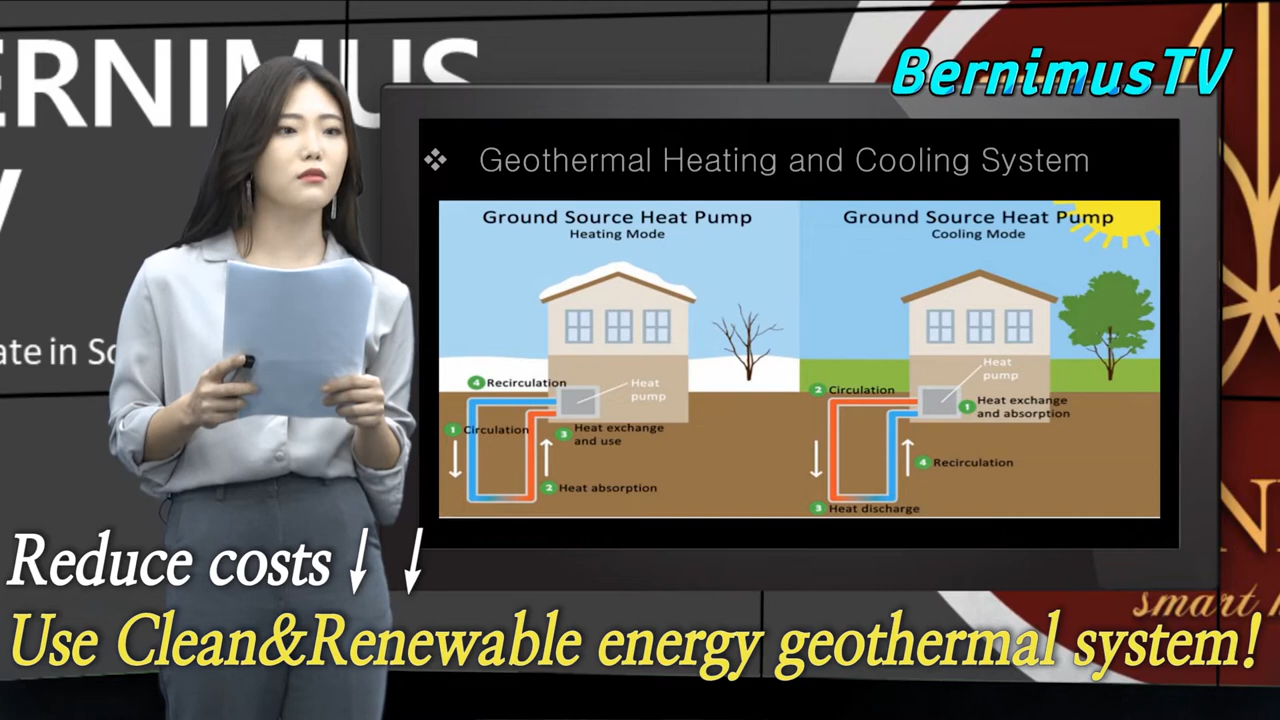 BernimusTV
ERNIMUS
ate in So
❖ Geothermal Heating and Cooling System
Ground Source Heat Pump
Heating Mode
4 Recirculation
Heat
pump
1 Circulation
3 Heat exchange
and use
2 Heat absorption
Ground Source Heat Pump
Cooling Mode
Heat
pump
2 Circulation
1 Heat exchange
and absorption
4 Recirculation
3 Heat discharge
smart
Reduce costs ↓ ↓
Use Clean&Renewable energy geothermal system!